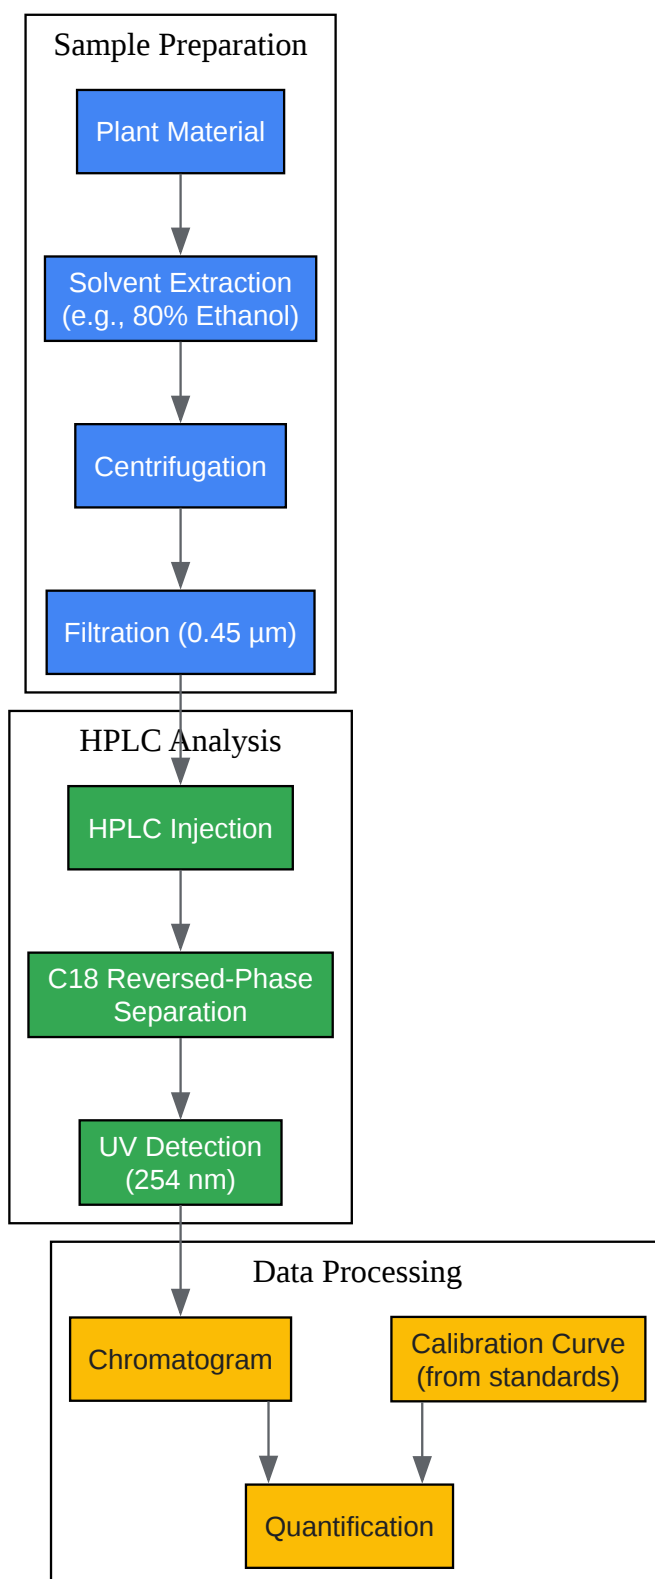 Sample Preparation
Plant Material
Solvent Extraction
(e.g., 80% Ethanol)
Centrifugation
Filtration (0.45 µm)
HPLC Analysis
HPLC Injection
C18 Reversed-Phase
Separation
UV Detection
(254 nm)
Data Processing
Chromatogram
Calibration Curve
(from standards)
Quantification